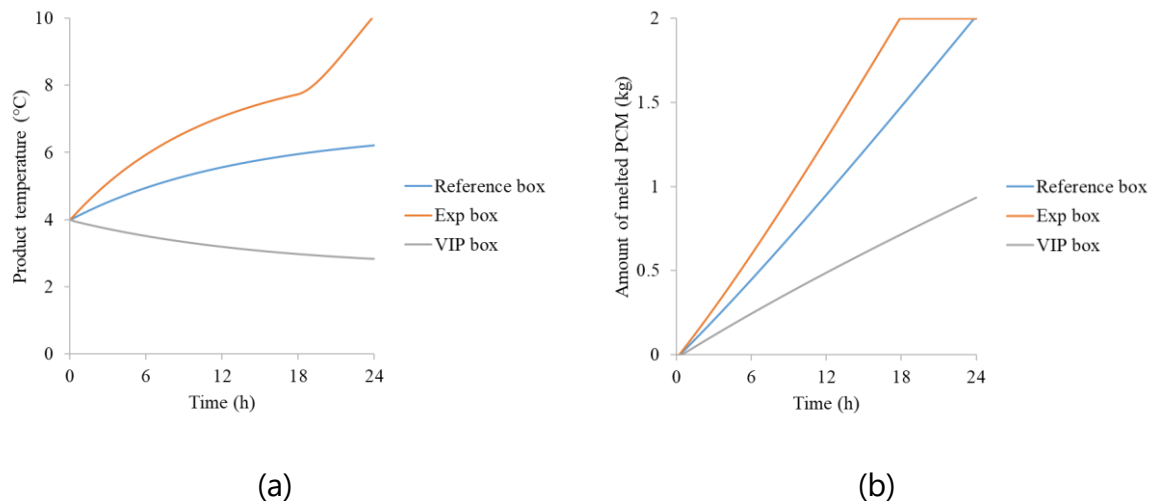 Product temperature (°C)
10
8
6
4
2
0
0 6 12 18 24
Time (h)
Reference box
Exp box
VIP box
(a)
Amount of melted PCM (kg)
2
1.5
1
0.5
0
0 6 12 18 24
Time (h)
Reference box
Exp box
VIP box
(b)